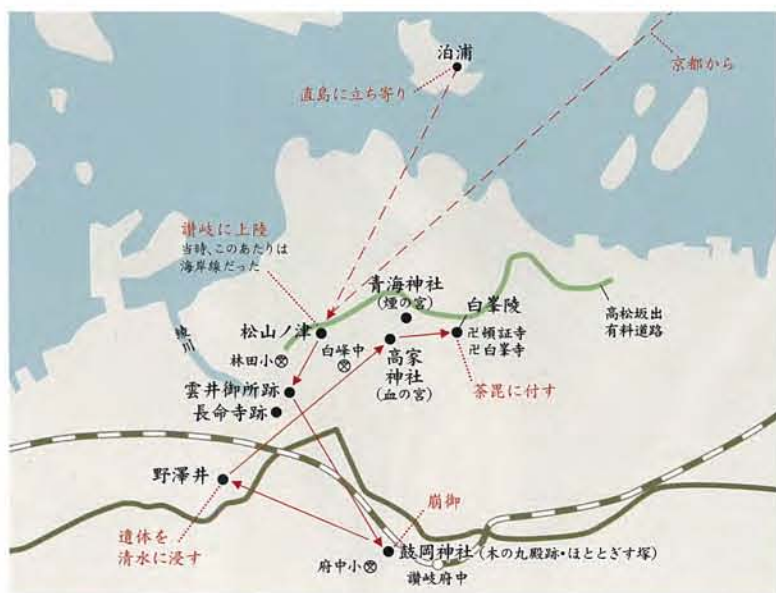 泊浦
直島に立ち寄り
京都から
讃岐に上陸
当時、このあたりは
海岸線だった
青海神社
(煙の宮)
白峯陵
卍頓証寺
卍白峯寺
高松坂出
有料道路
綾川
松山ノ津
林田小
白峰中
高家
神社
(血の宮)
荼毘に付す
雲井御所跡
長命寺跡
野澤井
崩御
遺体を
清水に浸す
鼓岡神社(木の丸殿跡・ほととぎす塚)
府中小
讃岐府中